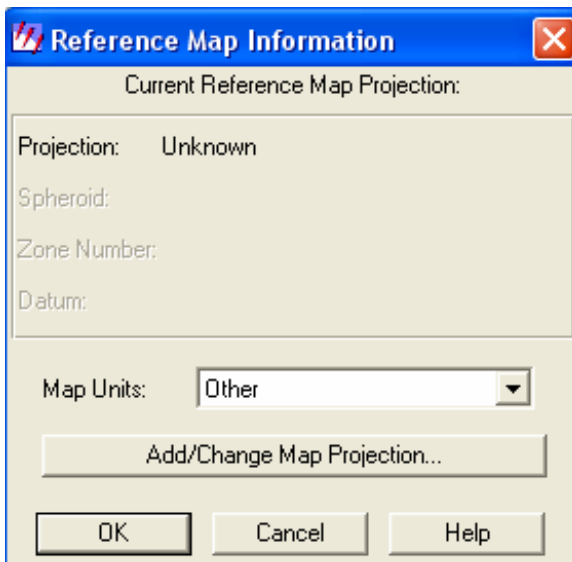 Reference Map Information
Current Reference Map Projection:
Projection: Unknown
Spheroid:
Zone Number:
Datum:
Map Units: Other
Add/Change Map Projection...
OK Cancel Help